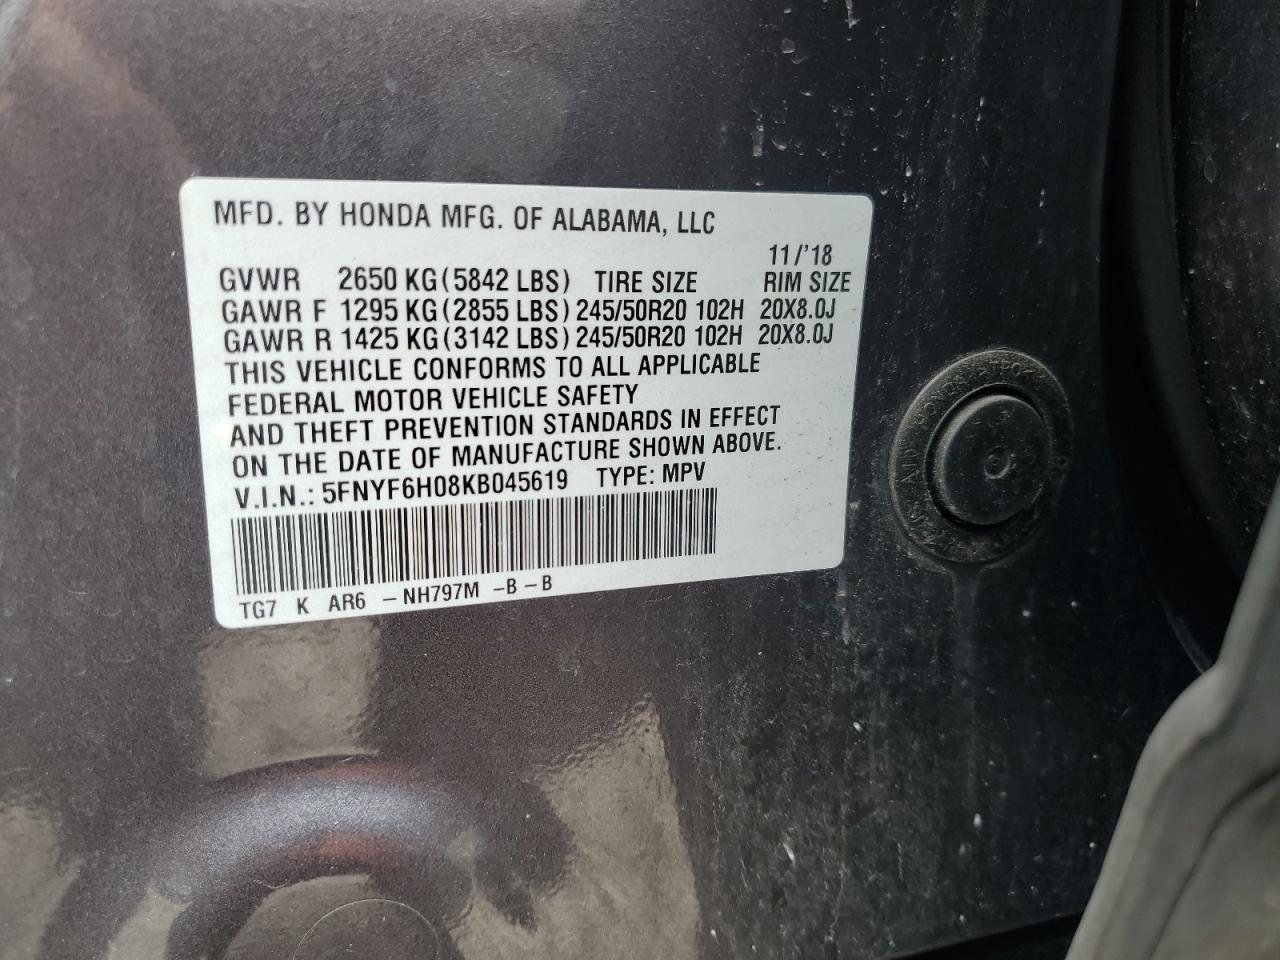 MFD. BY HONDA MFG. OF ALABAMA, LLC
11/'18
GVWR 2650 KG(5842 LBS) TIRE SIZE RIM SIZE
GAWR F 1295 KG(2855 LBS) 245/50R20 102H 20X8.0J
GAWR R 1425 KG(3142 LBS) 245/50R20 102H 20X8.0J
THIS VEHICLE CONFORMS TO ALL APPLICABLE
FEDERAL MOTOR VEHICLE SAFETY
AND THEFT PREVENTION STANDARDS IN EFFECT
ON THE DATE OF MANUFACTURE SHOWN ABOVE.
V.I.N.: 5FNYF6H08KB045619 TYPE: MPV
TG7 K AR6 -NH797M -B-B